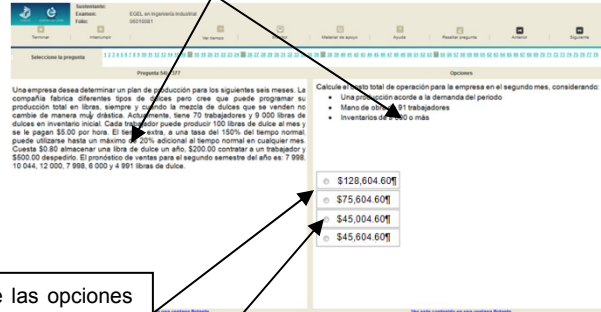 Sustentante:
Examen: EGEL en Ingeniería Industrial
Folio:
Terminar
Interrumpir
Ver tiempo
Material de apoyo
Ayuda
Resaltar pregunta
Anterior
Siguiente
Seleccione la pregunta
Pregunta
Opciones
Una empresa desea determinar un plan de producción para los siguientes seis meses. La
compañía fabrica diferentes tipos de dulces pero cree que puede programar su
producción total en libras, siempre y cuando la mezcla de dulces que se venden no
cambie de manera muy drástica. Actualmente, tiene 70 trabajadores y 9 000 libras de
dulces en inventario inicial. Cada trabajador puede producir 100 libras de dulce al mes y
se le pagan $5.00 por hora. El tiempo extra, a una tasa del 150% del tiempo normal,
puede utilizarse hasta un máximo de 20% adicional al tiempo normal en cualquier mes.
Cuesta $0.80 almacenar una libra de dulce un año, $200.00 contratar a un trabajador y
$500.00 despedirlo. El pronóstico de ventas para el segundo semestre del año es: 7 998,
10 044, 12 000, 7 998, 6 000 y 4 991 libras de dulce.
Calcule el costo total de operación para la empresa en el segundo mes, considerando:
• Una producción acorde a la demanda del periodo
• Mano de obra 91 trabajadores
• Inventarios de o más
$128,604.60¶
$75,604.60¶
$45,004.60¶
$45,604.60¶
e las opciones